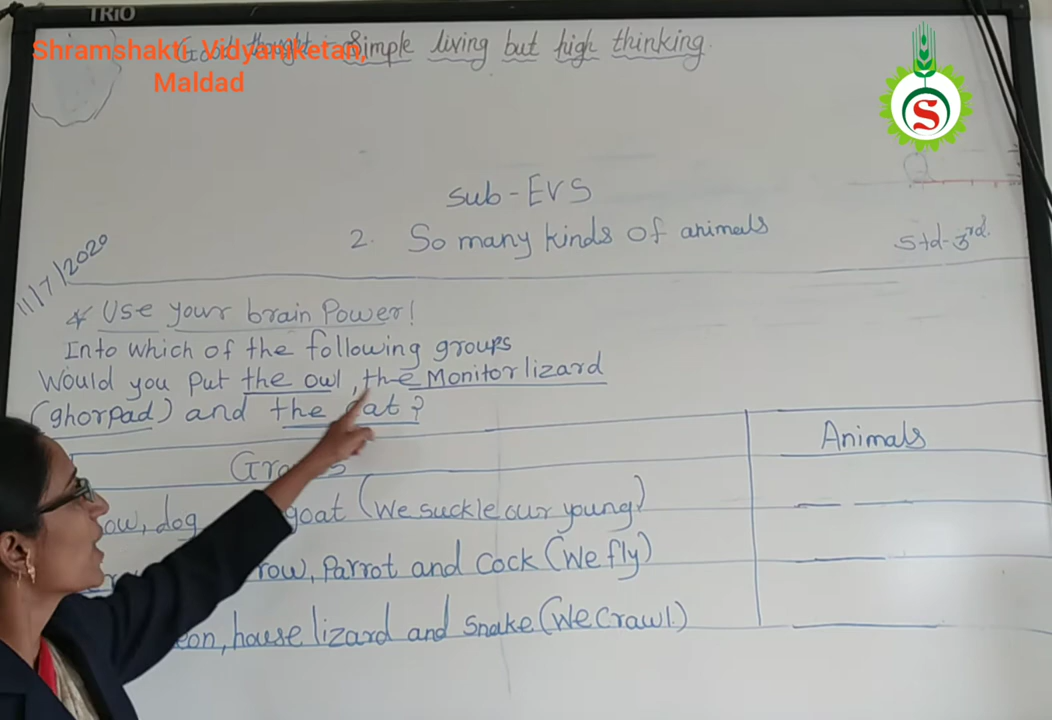 TRIO
Good thought :- Simple living but high thinking.
Shramshakti Vidyaniketan,
Maldad
S
Sub-EVS
2. So many kinds of animals
Std-3rd.
11/7/2020
* Use your brain Power!
Into which of the following groups
Would you put the owl, the Monitor lizard
(ghorpad) and the cat?
Animals
dog goat (We suckle our young)
Parrot and Cock (We fly)
house lizard and Snake (We crawl.)